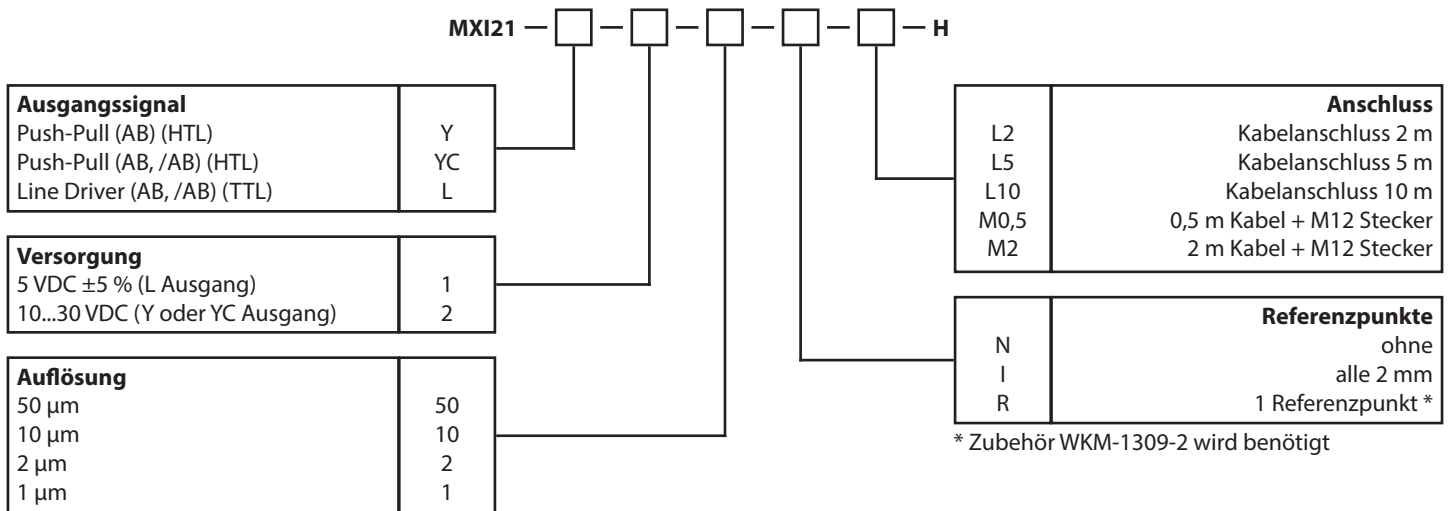 MXI21 — — — — — — H
Ausgangssignal
Push-Pull (AB) (HTL) Y
Push-Pull (AB, /AB) (HTL) YC
Line Driver (AB, /AB) (TTL) L
Versorgung
5 VDC ±5 % (L Ausgang) 1
10...30 VDC (Y oder YC Ausgang) 2
Auflösung
50 μm 50
10 μm 10
2 μm 2
1 μm 1
Anschluss
L2 Kabelanschluss 2 m
L5 Kabelanschluss 5 m
L10 Kabelanschluss 10 m
M0,5 0,5 m Kabel + M12 Stecker
M2 2 m Kabel + M12 Stecker
Referenzpunkte
N ohne
I alle 2 mm
R 1 Referenzpunkt *
* Zubehör WKM-1309-2 wird benötigt